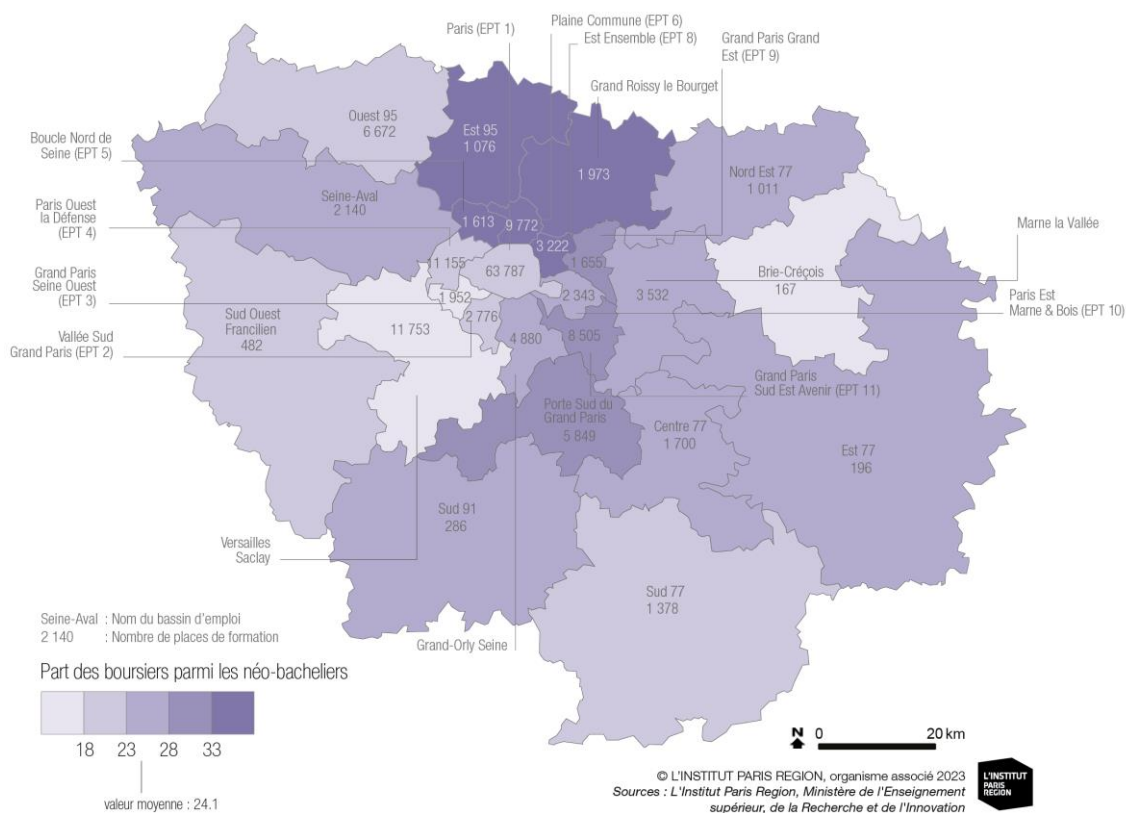 Plaine Commune (EPT 6)
Paris (EPT 1)
Est Ensemble (EPT 8)
Grand Paris Grand
Est (EPT 9)
Grand Roissy le Bourget
Ouest 95
6 672
Boucle Nord de
Seine (EPT 5)
Est 95
1 076
1 973
Nord Est 77
1 011
Seine-Aval
2 140
Paris Ouest
la Défense
(EPT 4)
1 613
9 772
3 222
Marne la Vallée
11 155
63 787
1 655
Grand Paris
Seine Ouest
(EPT 3)
1 952
2 343
3 532
Brie-Créçois
167
Paris Est
Marne & Bois (EPT 10)
Sud Ouest
Francilien
482
11 753
2 776
4 880
8 505
Vallée Sud
Grand Paris (EPT 2)
Grand Paris
Sud Est Avenir (EPT 11)
Porte Sud du
Grand Paris
5 849
Centre 77
1 700
Est 77
196
Sud 91
286
Versailles
Saclay
Sud 77
1 378
Grand-Orly Seine
Seine-Aval : Nom du bassin d'emploi
2 140 : Nombre de places de formation
Part des boursiers parmi les néo-bacheliers
18 23 28 33
valeur moyenne : 24.1
N
0 20 km
© L'INSTITUT PARIS REGION, organisme associé 2023
Sources : L'Institut Paris Region, Ministère de l'Enseignement
supérieur, de la Recherche et de l'Innovation
L'INSTITUT
PARIS
REGION